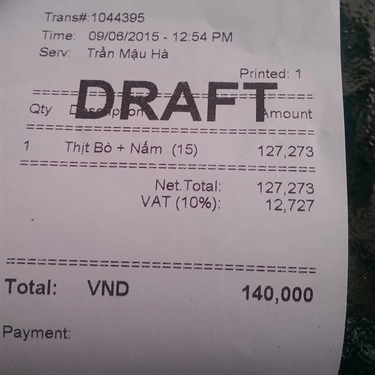 Trans#:1044395
Time: 09/06/2015 - 12:54 PM
Serv: Trần Mậu Hà
Printed: 1
DRAFT
Qty Description Amount
1 Thịt Bò + Nấm (15) 127,273
Net.Total: 127,273
VAT (10%): 12,727
Total: VND 140,000
Payment: